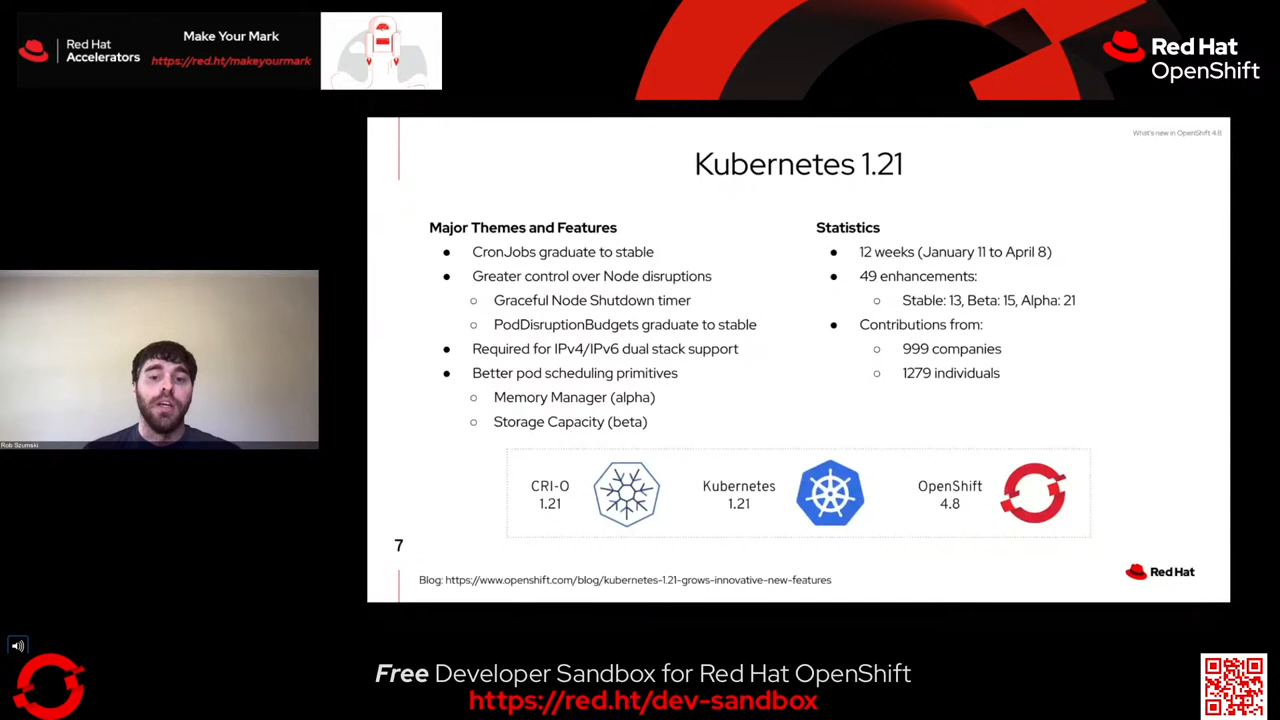 Red Hat
Accelerators
Make Your Mark
https://red.ht/makeyourmark
Red Hat
OpenShift
What's new in OpenShift 4.8
Kubernetes 1.21
Major Themes and Features
● CronJobs graduate to stable
● Greater control over Node disruptions
○ Graceful Node Shutdown timer
○ PodDisruptionBudgets graduate to stable
● Required for IPv4/IPv6 dual stack support
● Better pod scheduling primitives
○ Memory Manager (alpha)
○ Storage Capacity (beta)
Statistics
● 12 weeks (January 11 to April 8)
● 49 enhancements:
○ Stable: 13, Beta: 15, Alpha: 21
● Contributions from:
○ 999 companies
○ 1279 individuals
CRI-O
1.21
Kubernetes
1.21
OpenShift
4.8
7
Blog: https://www.openshift.com/blog/kubernetes-1.21-grows-innovative-new-features
Red Hat
Rob Szumski
Free Developer Sandbox for Red Hat OpenShift
https://red.ht/dev-sandbox